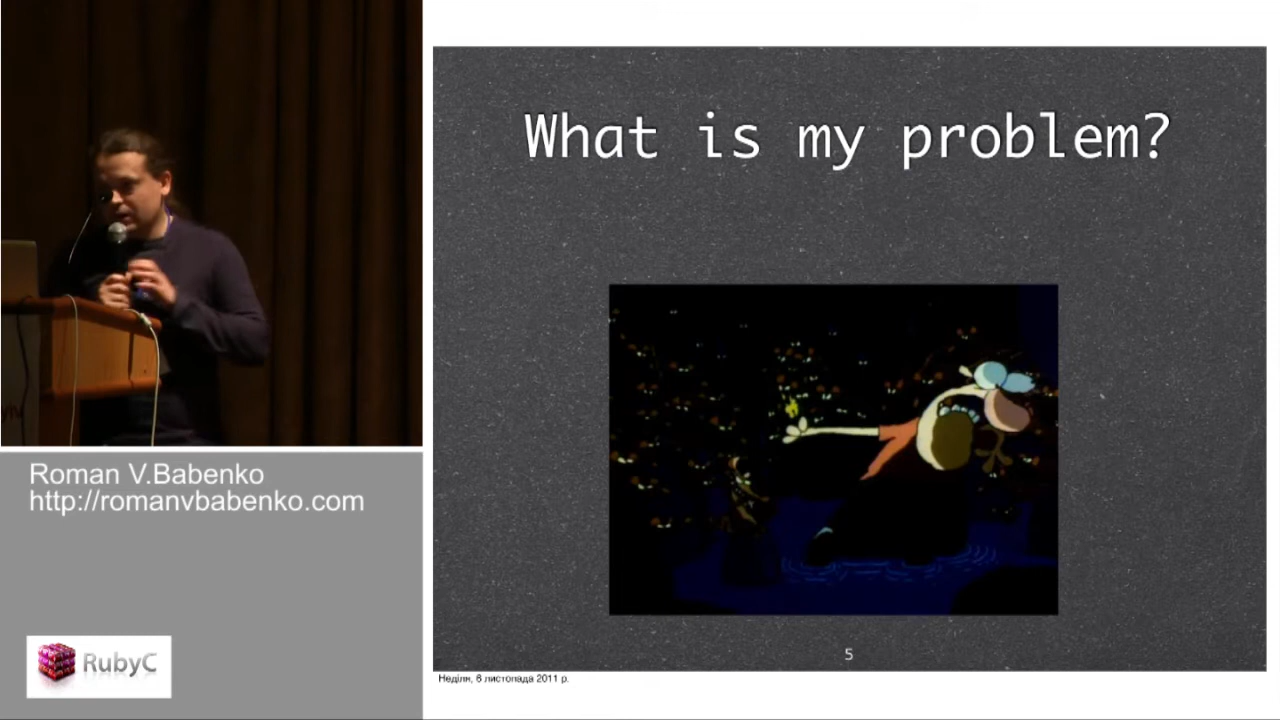 What is my problem?
Roman V.Babenko
http://romanvbabenko.com
RubyC
5
Неділя, 6 листопада 2011 р.